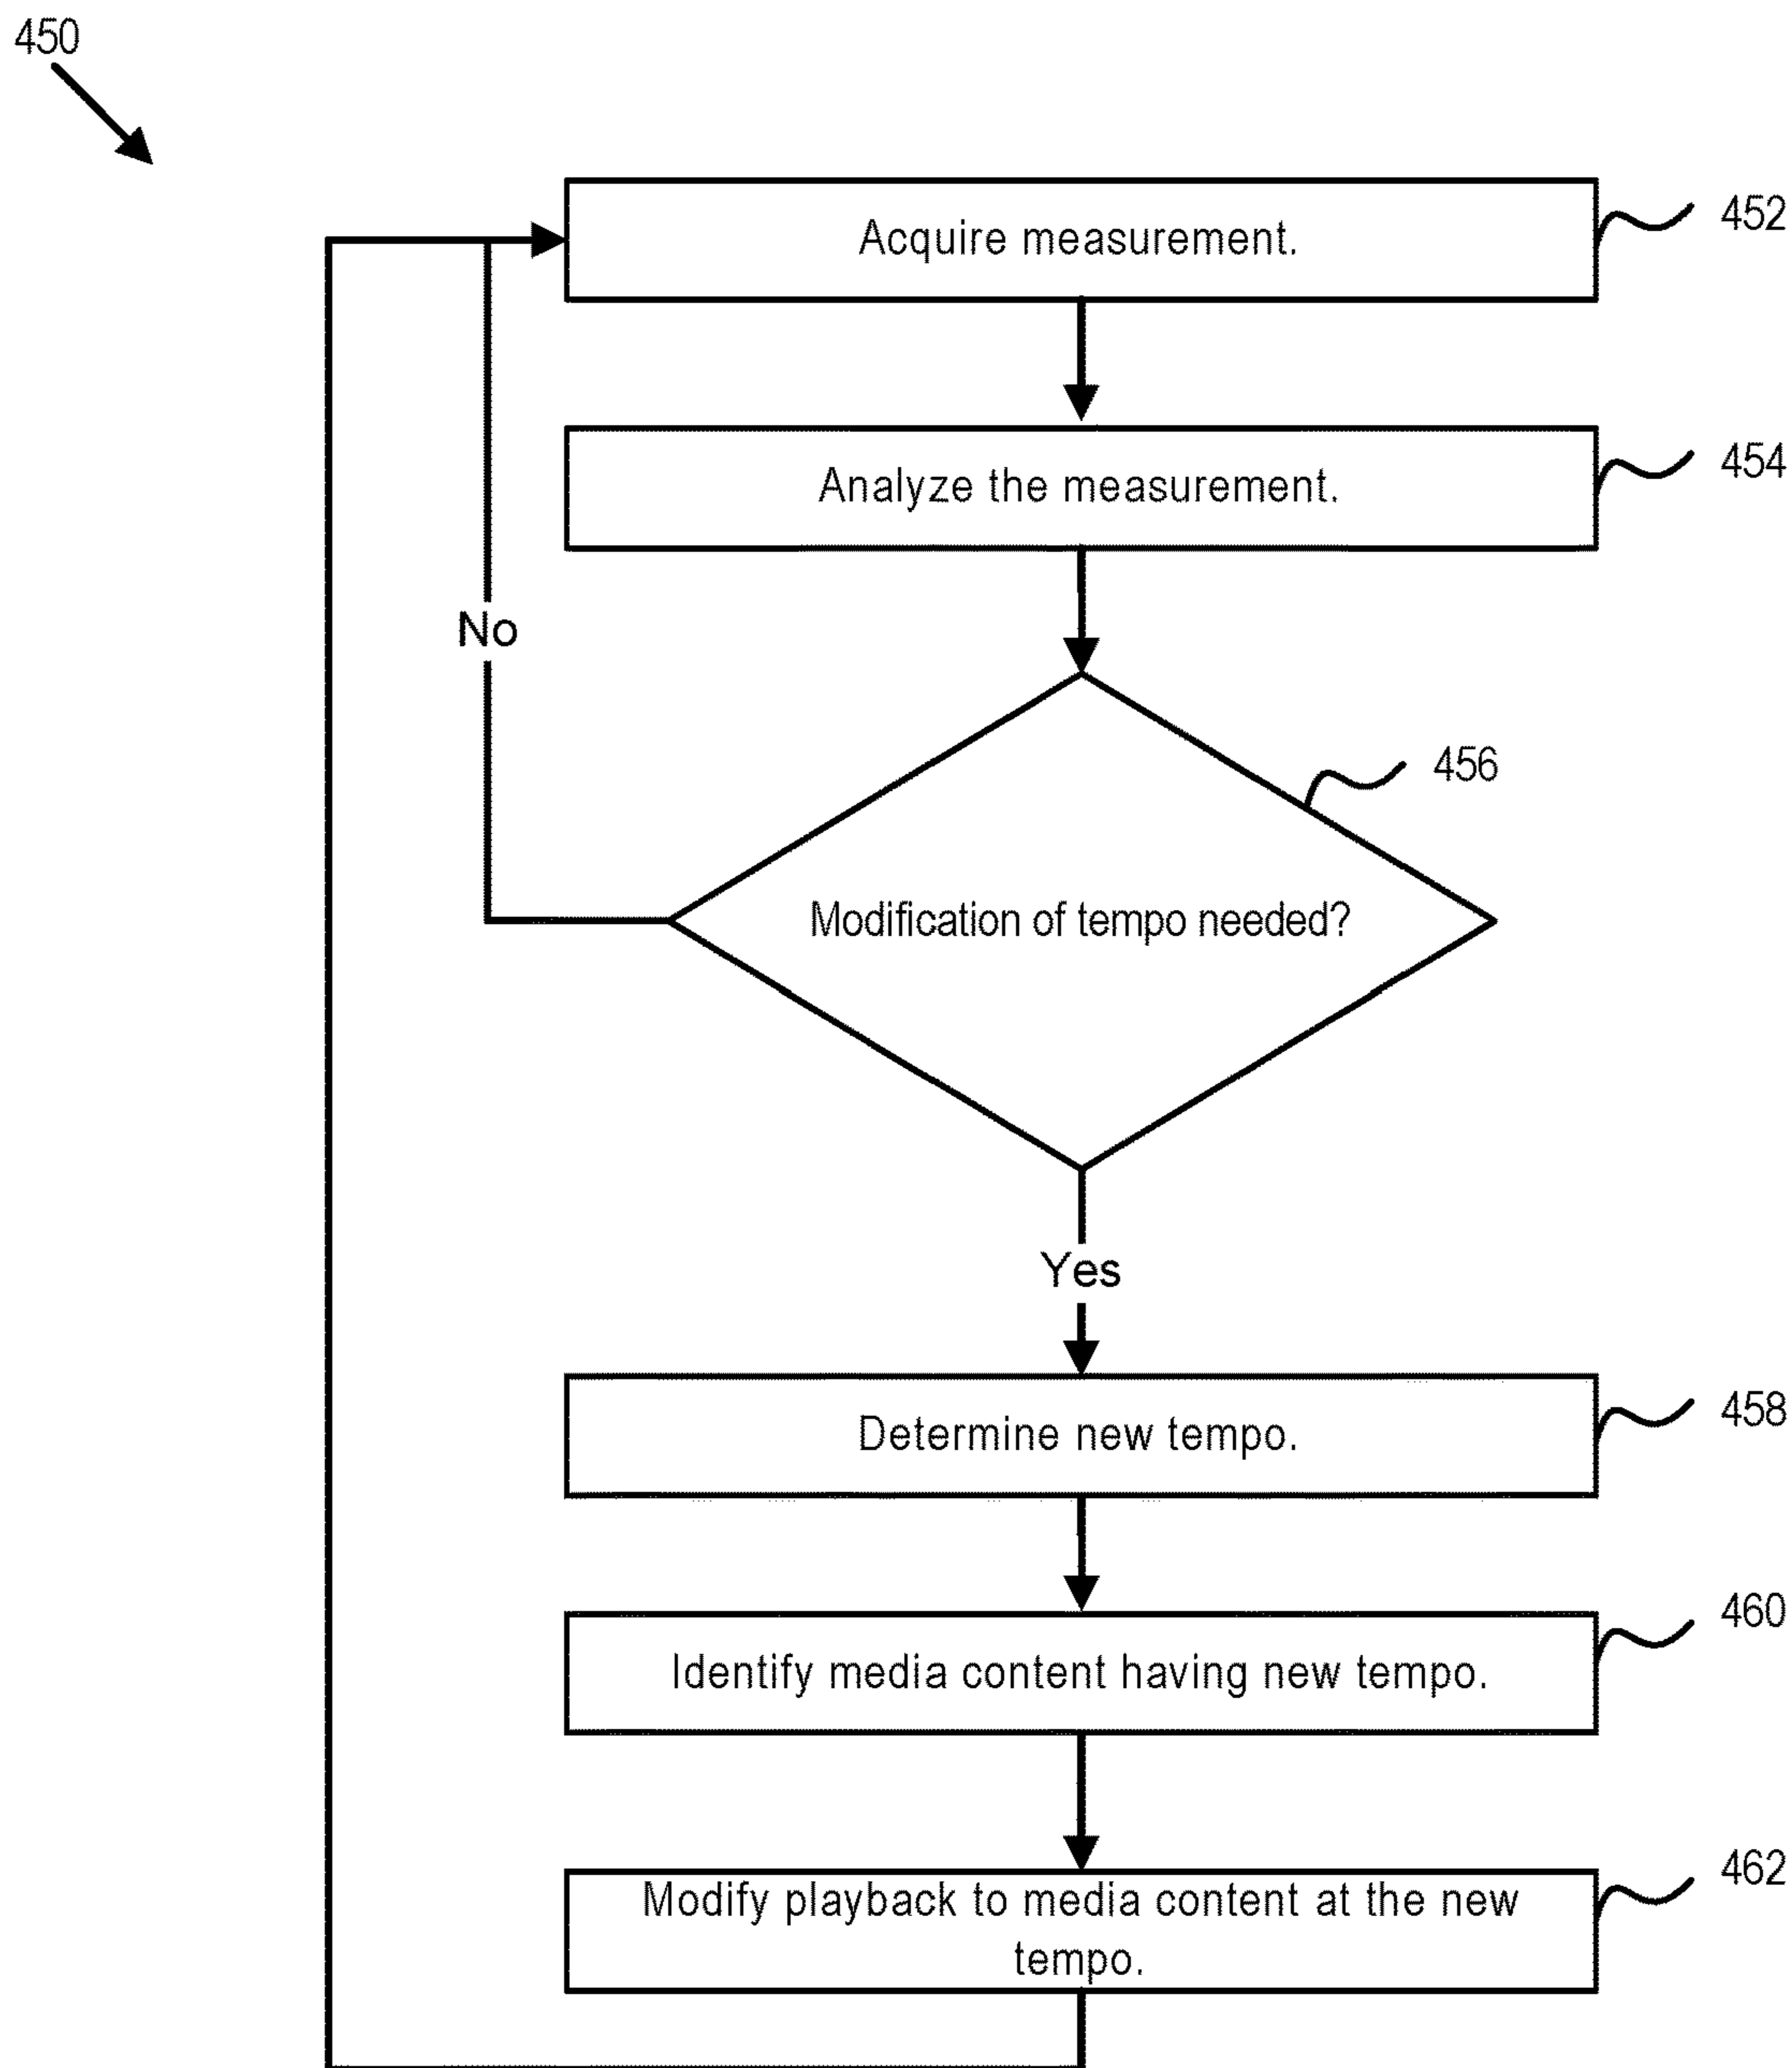 450
Acquire measurement.
452
Analyze the measurement.
454
No
456
Modification of tempo needed?
Yes
Determine new tempo.
458
Identify media content having new tempo.
460
Modify playback to media content at the new
tempo.
462